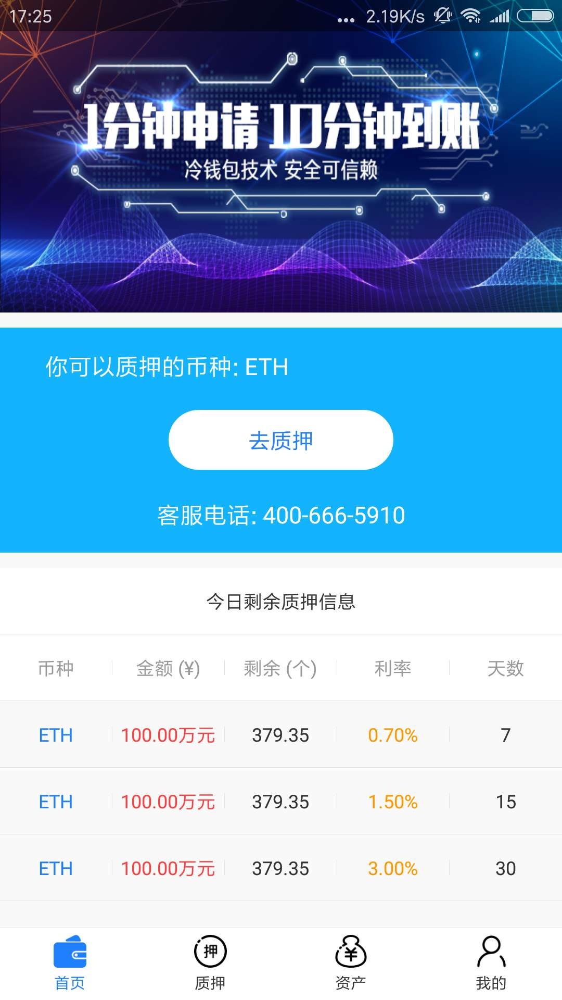 17:25 ... 2.19K/s
1分钟申请 10分钟到账
冷钱包技术 安全可信赖
你可以质押的币种: ETH
去质押
客服电话: 400-666-5910
今日剩余质押信息
币种 金额 (¥) 剩余 (个) 利率 天数
ETH 100.00万元 379.35 0.70% 7
ETH 100.00万元 379.35 1.50% 15
ETH 100.00万元 379.35 3.00% 30
押 ¥
首页 质押 资产 我的